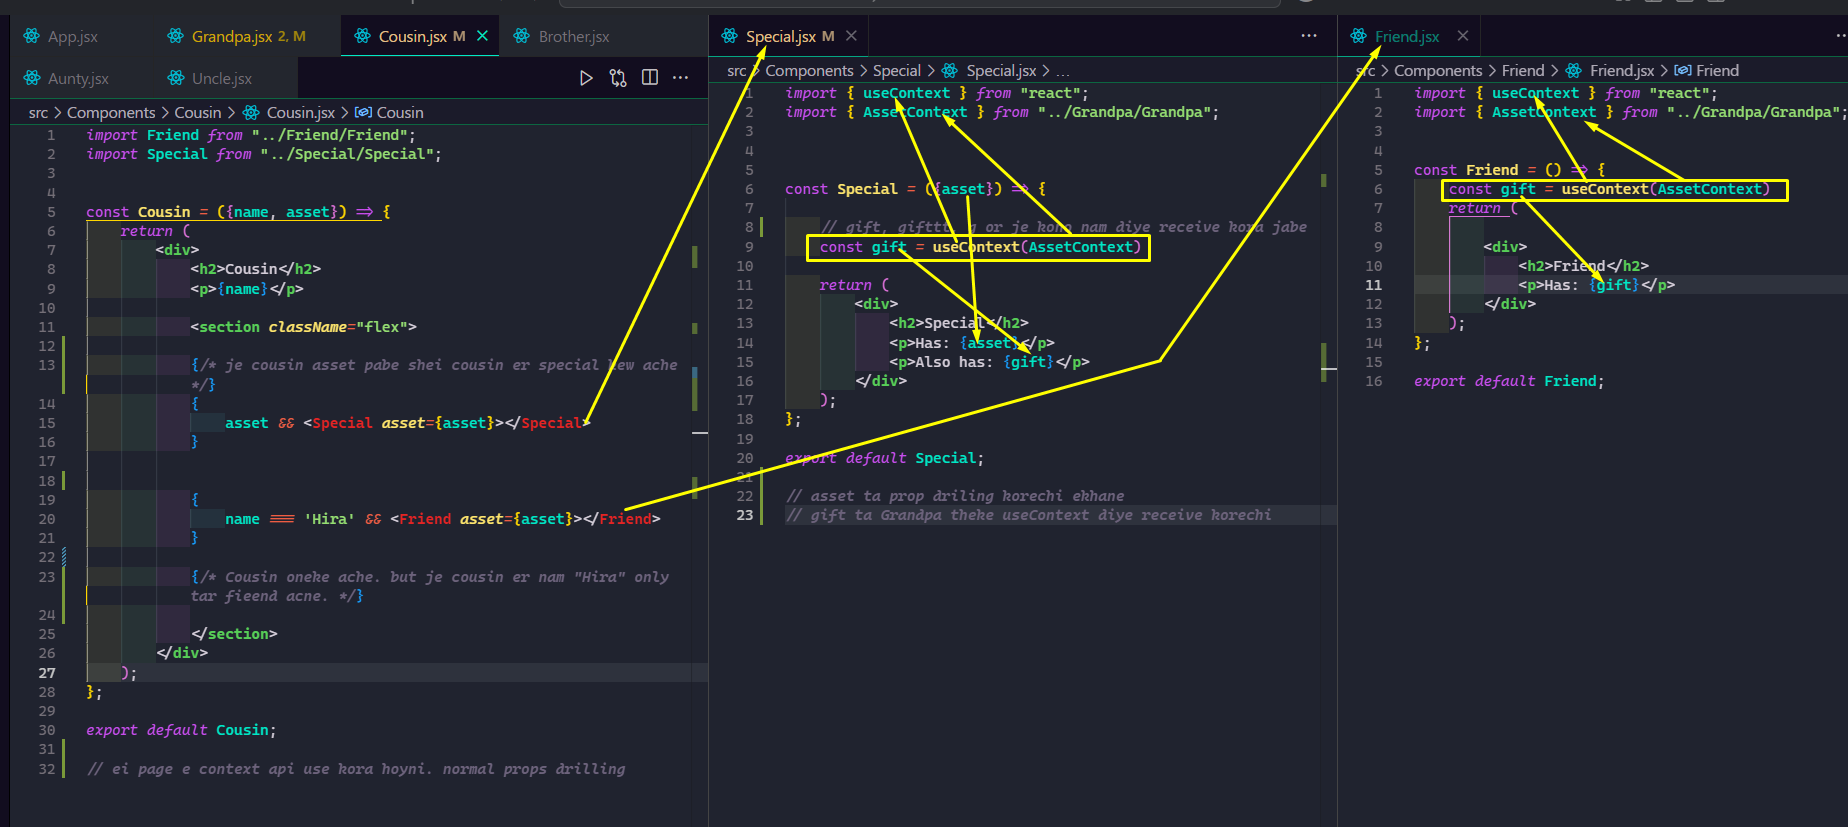 App.jsx Grandpa.jsx 2, M Cousin.jsx M Brother.jsx
Aunty.jsx Uncle.jsx
src > Components > Cousin > Cousin.jsx > Cousin
1 import Friend from "../Friend/Friend";
2 import Special from "../Special/Special";
3
4
5 const Cousin = ({name, asset}) => {
6 return (
7 <div>
8 <h2>Cousin</h2>
9 <p>{name}</p>
10
11 <section className="flex">
12
13 {/* je cousin asset pabe shei cousin er special kew ache
*/}
14 {
15 asset && <Special asset={asset}></Special>
16 }
17
18
19 {
20 name === 'Hira' && <Friend asset={asset}></Friend>
21 }
22
23 {/* Cousin oneke ache. but je cousin er nam "Hira" only
tar fieend acne. */}
24
25 </section>
26 </div>
27 );
28 };
29
30 export default Cousin;
31
32 // ei page e context api use kora hoyni. normal props drilling
Special.jsx M
src > Components > Special > Special.jsx > ...
1 import { useContext } from "react";
2 import { AssetContext } from "../Grandpa/Grandpa";
3
4
5
6 const Special = ({asset}) => {
7
8 // gift, gifttt, g or je kono nam diye receive kora jabe
9 const gift = useContext(AssetContext)
10
11 return (
12 <div>
13 <h2>Special</h2>
14 <p>Has: {asset}</p>
15 <p>Also has: {gift}</p>
16 </div>
17 );
18 };
19
20 export default Special;
21
22 // asset ta prop driling korechi ekhane
23 // gift ta Grandpa theke useContext diye receive korechi
Friend.jsx
src > Components > Friend > Friend.jsx > Friend
1 import { useContext } from "react";
2 import { AssetContext } from "../Grandpa/Grandpa";
3
4
5 const Friend = () => {
6 const gift = useContext(AssetContext)
7 return (
8
9 <div>
10 <h2>Friend</h2>
11 <p>Has: {gift}</p>
12 </div>
13 );
14 };
15
16 export default Friend;